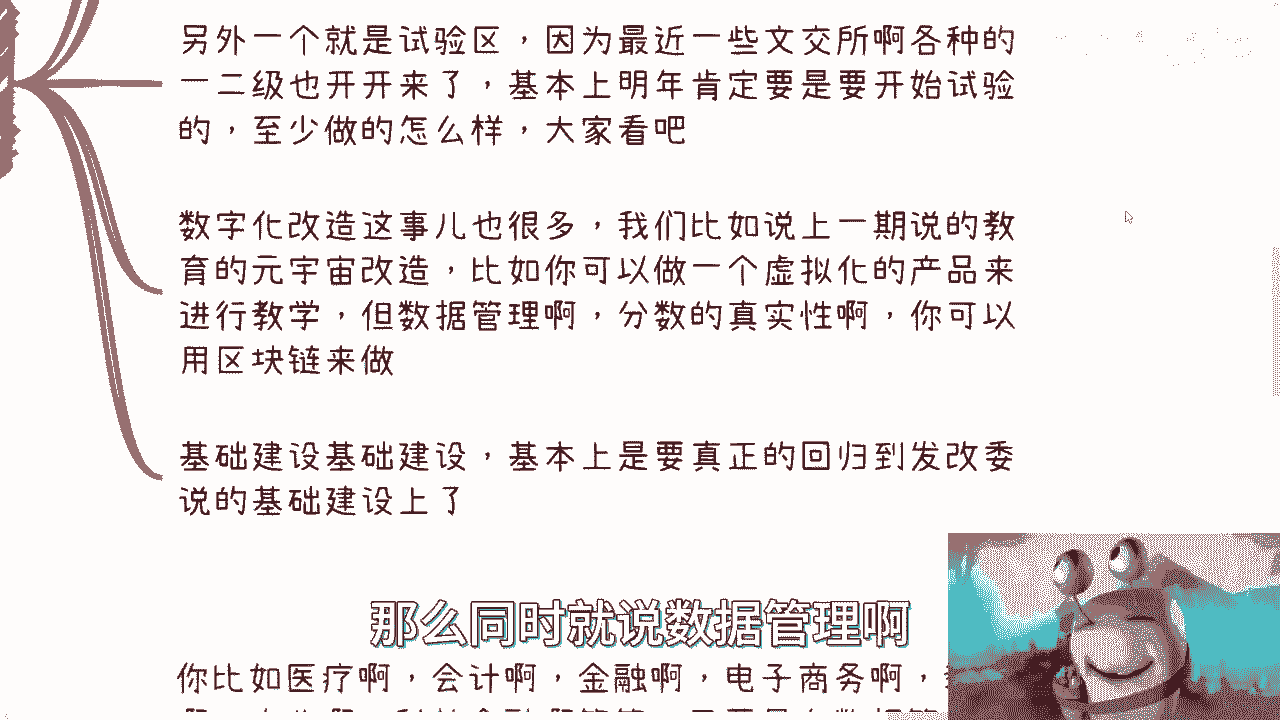 另外一个就是试验区，因为最近一些文交所啊各种的
一二级也开开来了，基本上明年肯定要是要开始试验
的，至少做的怎么样，大家看吧
数字化改造这事儿也很多，我们比如说上一期说的教
育的元宇宙改造，比如你可以做一个虚拟化的产品来
进行教学，但数据管理啊，分数的真实性啊，你可以
用区块链来做
基础建设基础建设，基本上是要真正的回归到发改委
说的基础建设上了
那么同时就说数据管理啊
你比如医疗啊，会计啊，金融啊，电子商务啊，